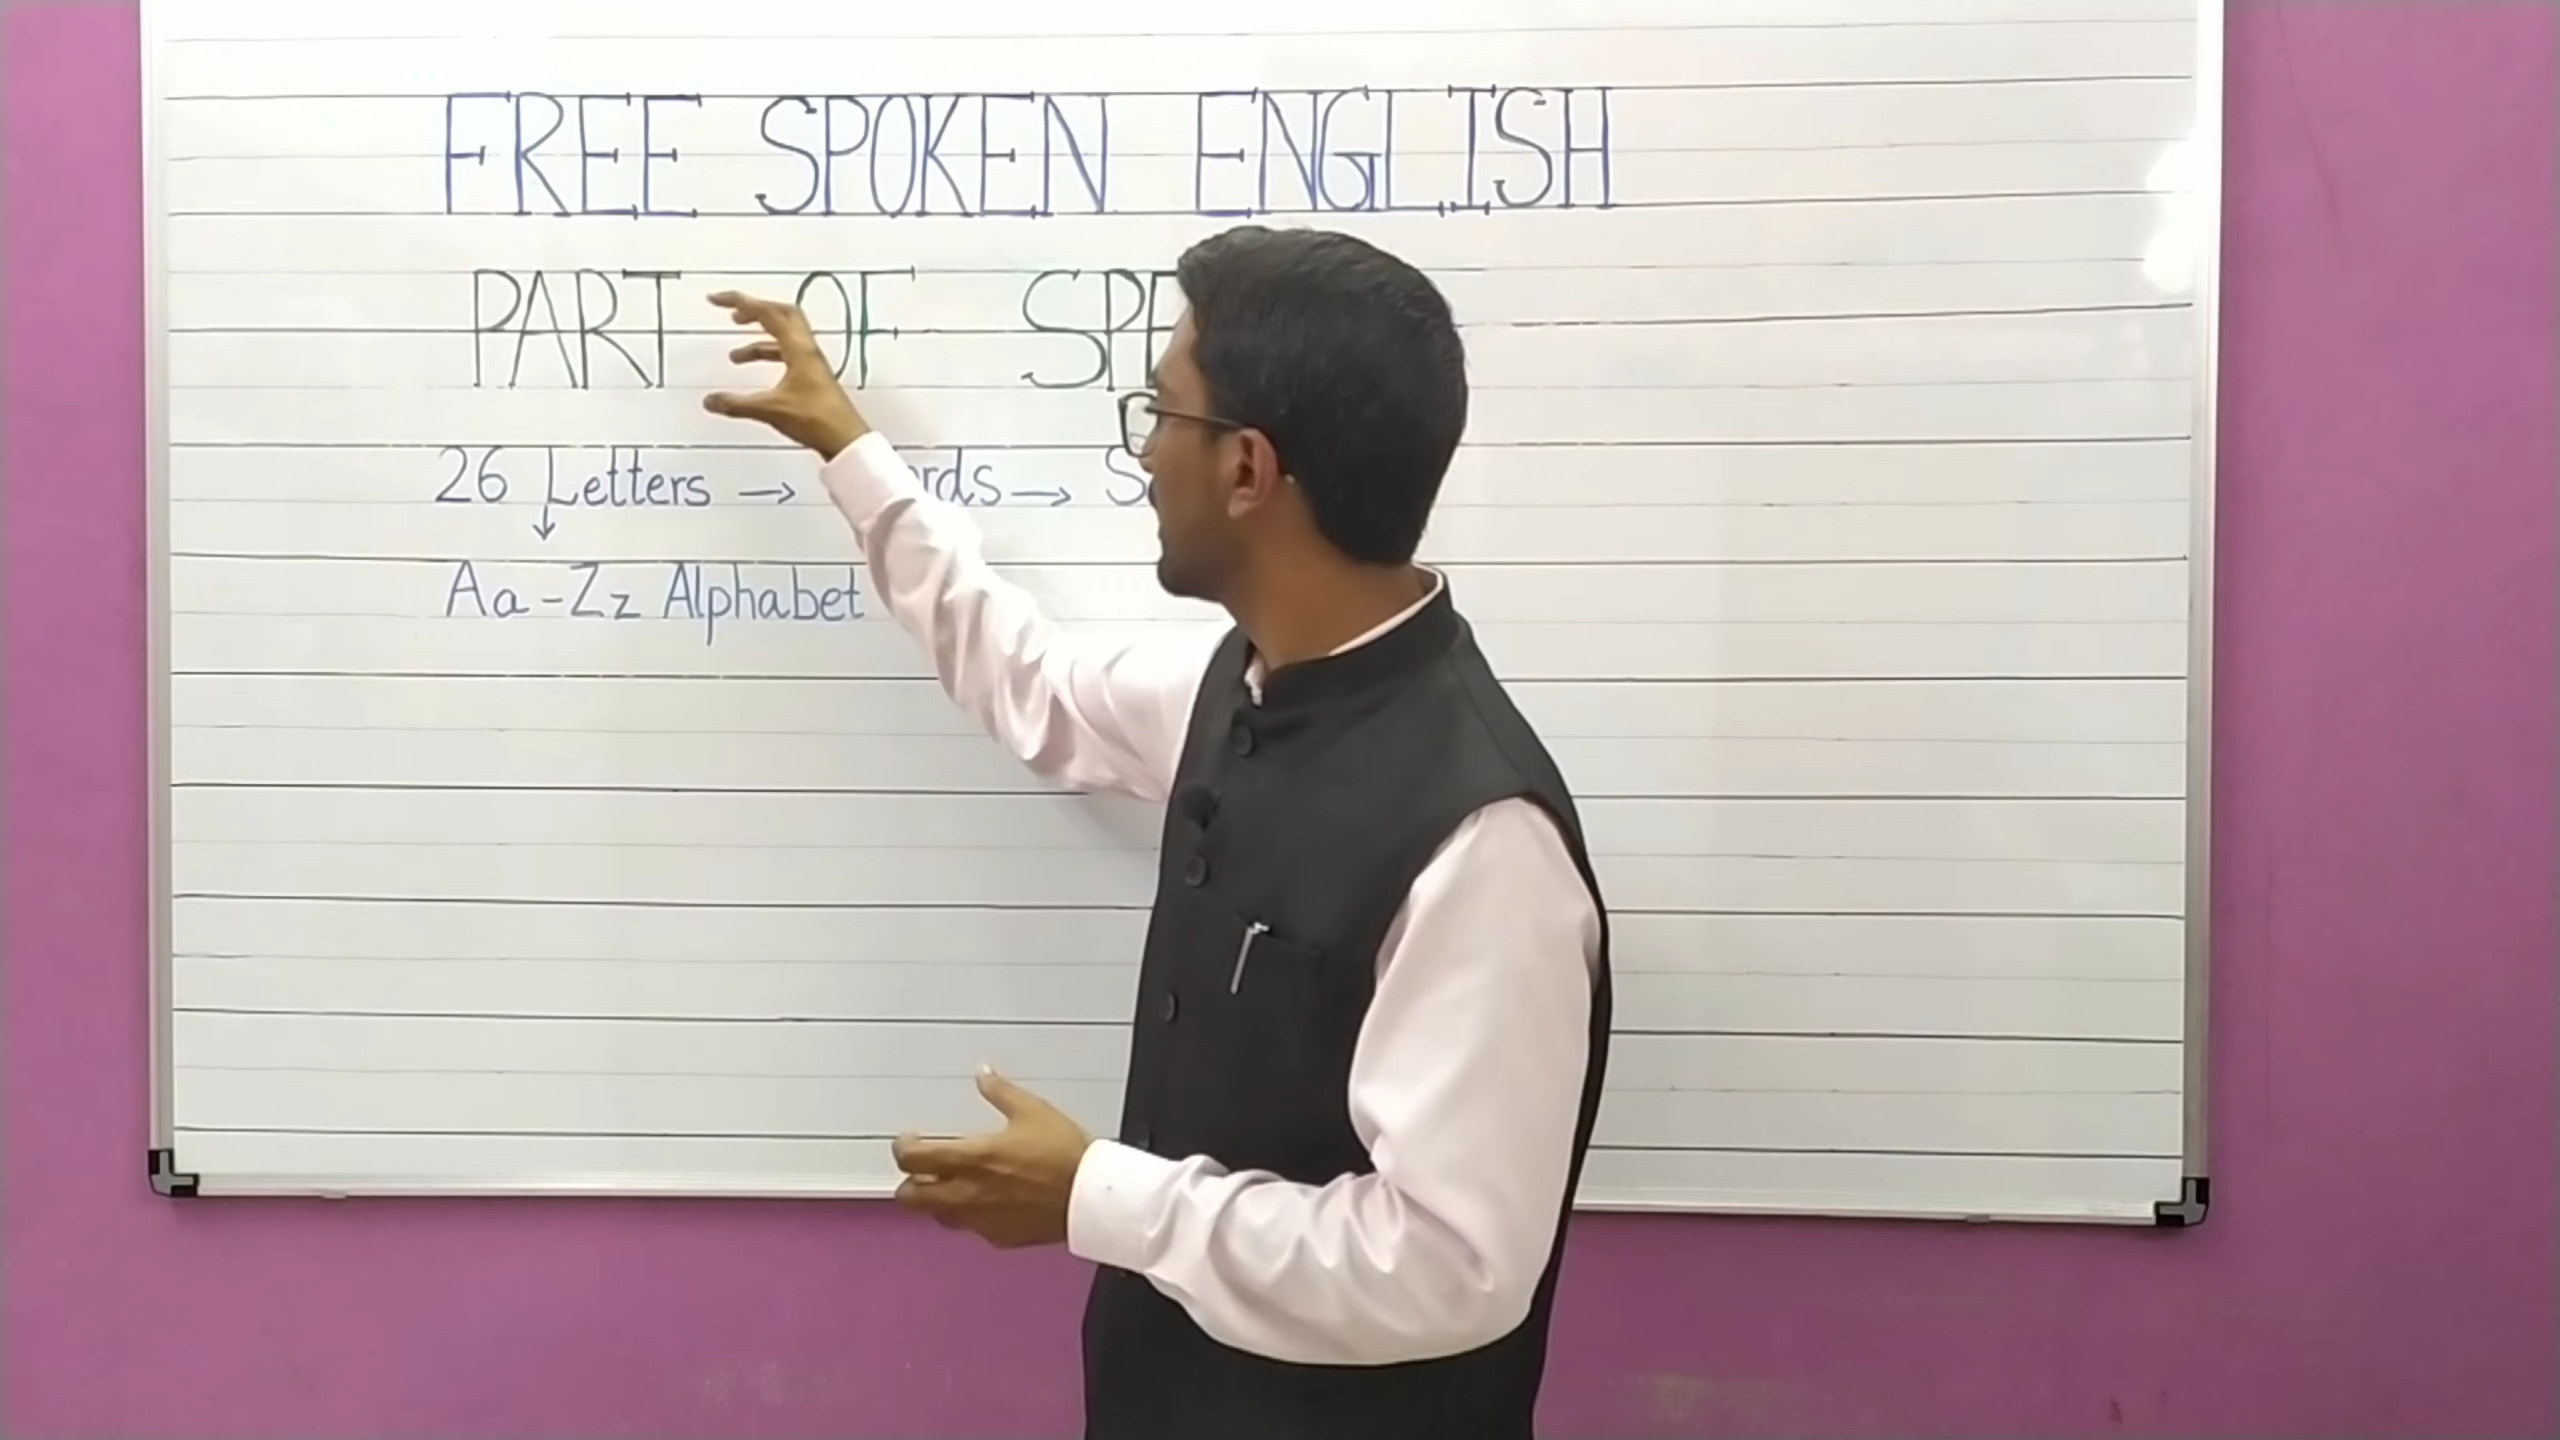 FREE SPOKEN ENGLISH
PART OF
26 Letters →
↓
Aa-Zz Alphabet